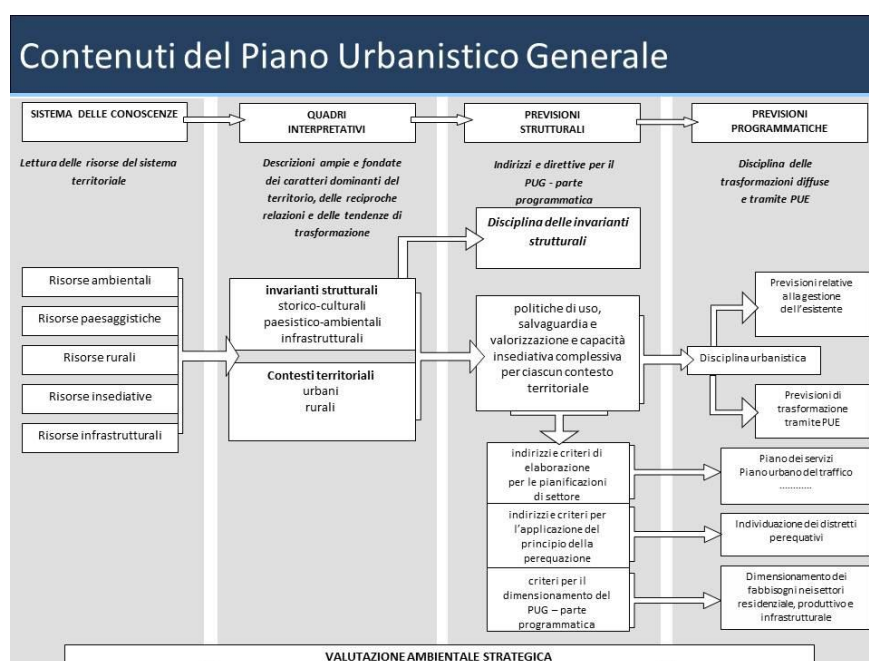 Contenuti del Piano Urbanistico Generale
SISTEMA DELLE CONOSCENZE
QUADRI
INTERPRETATIVI
PREVISIONI
STRUTTURALI
PREVISIONI
PROGRAMMATICHE
Lettura delle risorse del sistema
territoriale
Descrizioni ampie e fondate
dei caratteri dominanti del
territorio, delle reciproche
relazioni e delle tendenze di
trasformazione
Indirizzi e direttive per il
PUG - parte
programmatica
Disciplina delle
trasformazioni diffuse
e tramite PUE
Disciplina delle invarianti
strutturali
Risorse ambientali
Risorse paesaggistiche
Risorse rurali
Risorse insediative
Risorse infrastrutturali
invarianti strutturali
storico-culturali
paesistico-ambientali
infrastrutturali
Contesti territoriali
urbani
rurali
politiche di uso,
salvaguardia e
valorizzazione e capacità
insediativa complessiva
per ciascun contesto
territoriale
Previsioni relative
alla gestione
dell'esistente
Disciplina urbanistica
Previsioni di
trasformazione
tramite PUE
indirizzi e criteri di
elaborazione
per le pianificazioni
di settore
Piano dei servizi
Piano urbano del traffico
............
indirizzi e criteri per
l'applicazione del
principio della
perequazione
Individuazione dei distretti
perequativi
criteri per il
dimensionamento del
PUG – parte
programmatica
Dimensionamento dei
fabbisogni nei settori
residenziale, produttivo e
infrastrutturale
VALUTAZIONE AMBIENTALE STRATEGICA